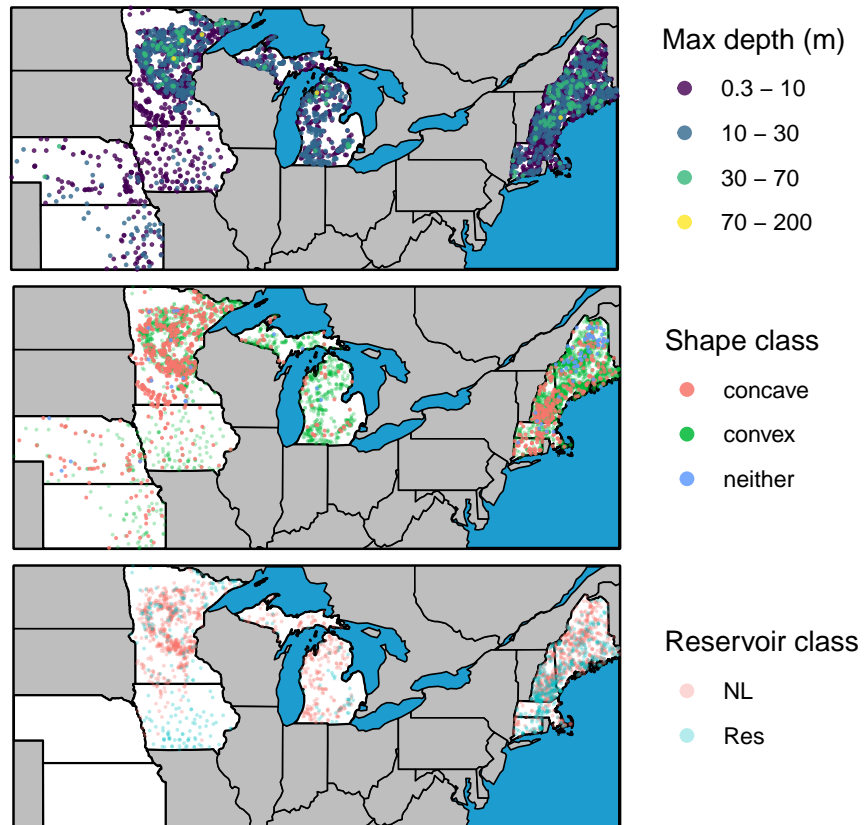 Max depth (m)
0.3 – 10
10 – 30
30 – 70
70 – 200
Shape class
concave
convex
neither
Reservoir class
NL
Res